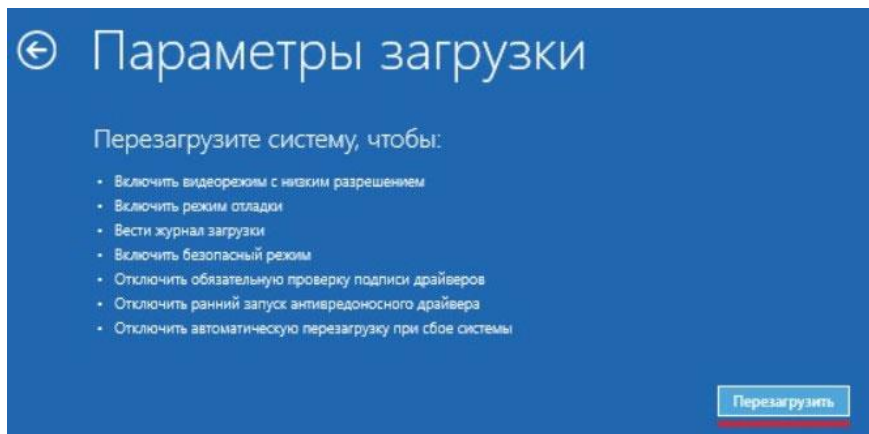 Параметры загрузки
Перезагрузите систему, чтобы:
• Включить видеорежим с низким разрешением
• Включить режим отладки
• Вести журнал загрузки
• Включить безопасный режим
• Отключить обязательную проверку подписи драйверов
• Отключить ранний запуск антивредоносного драйвера
• Отключить автоматическую перезагрузку при сбое системы
Перезагрузить